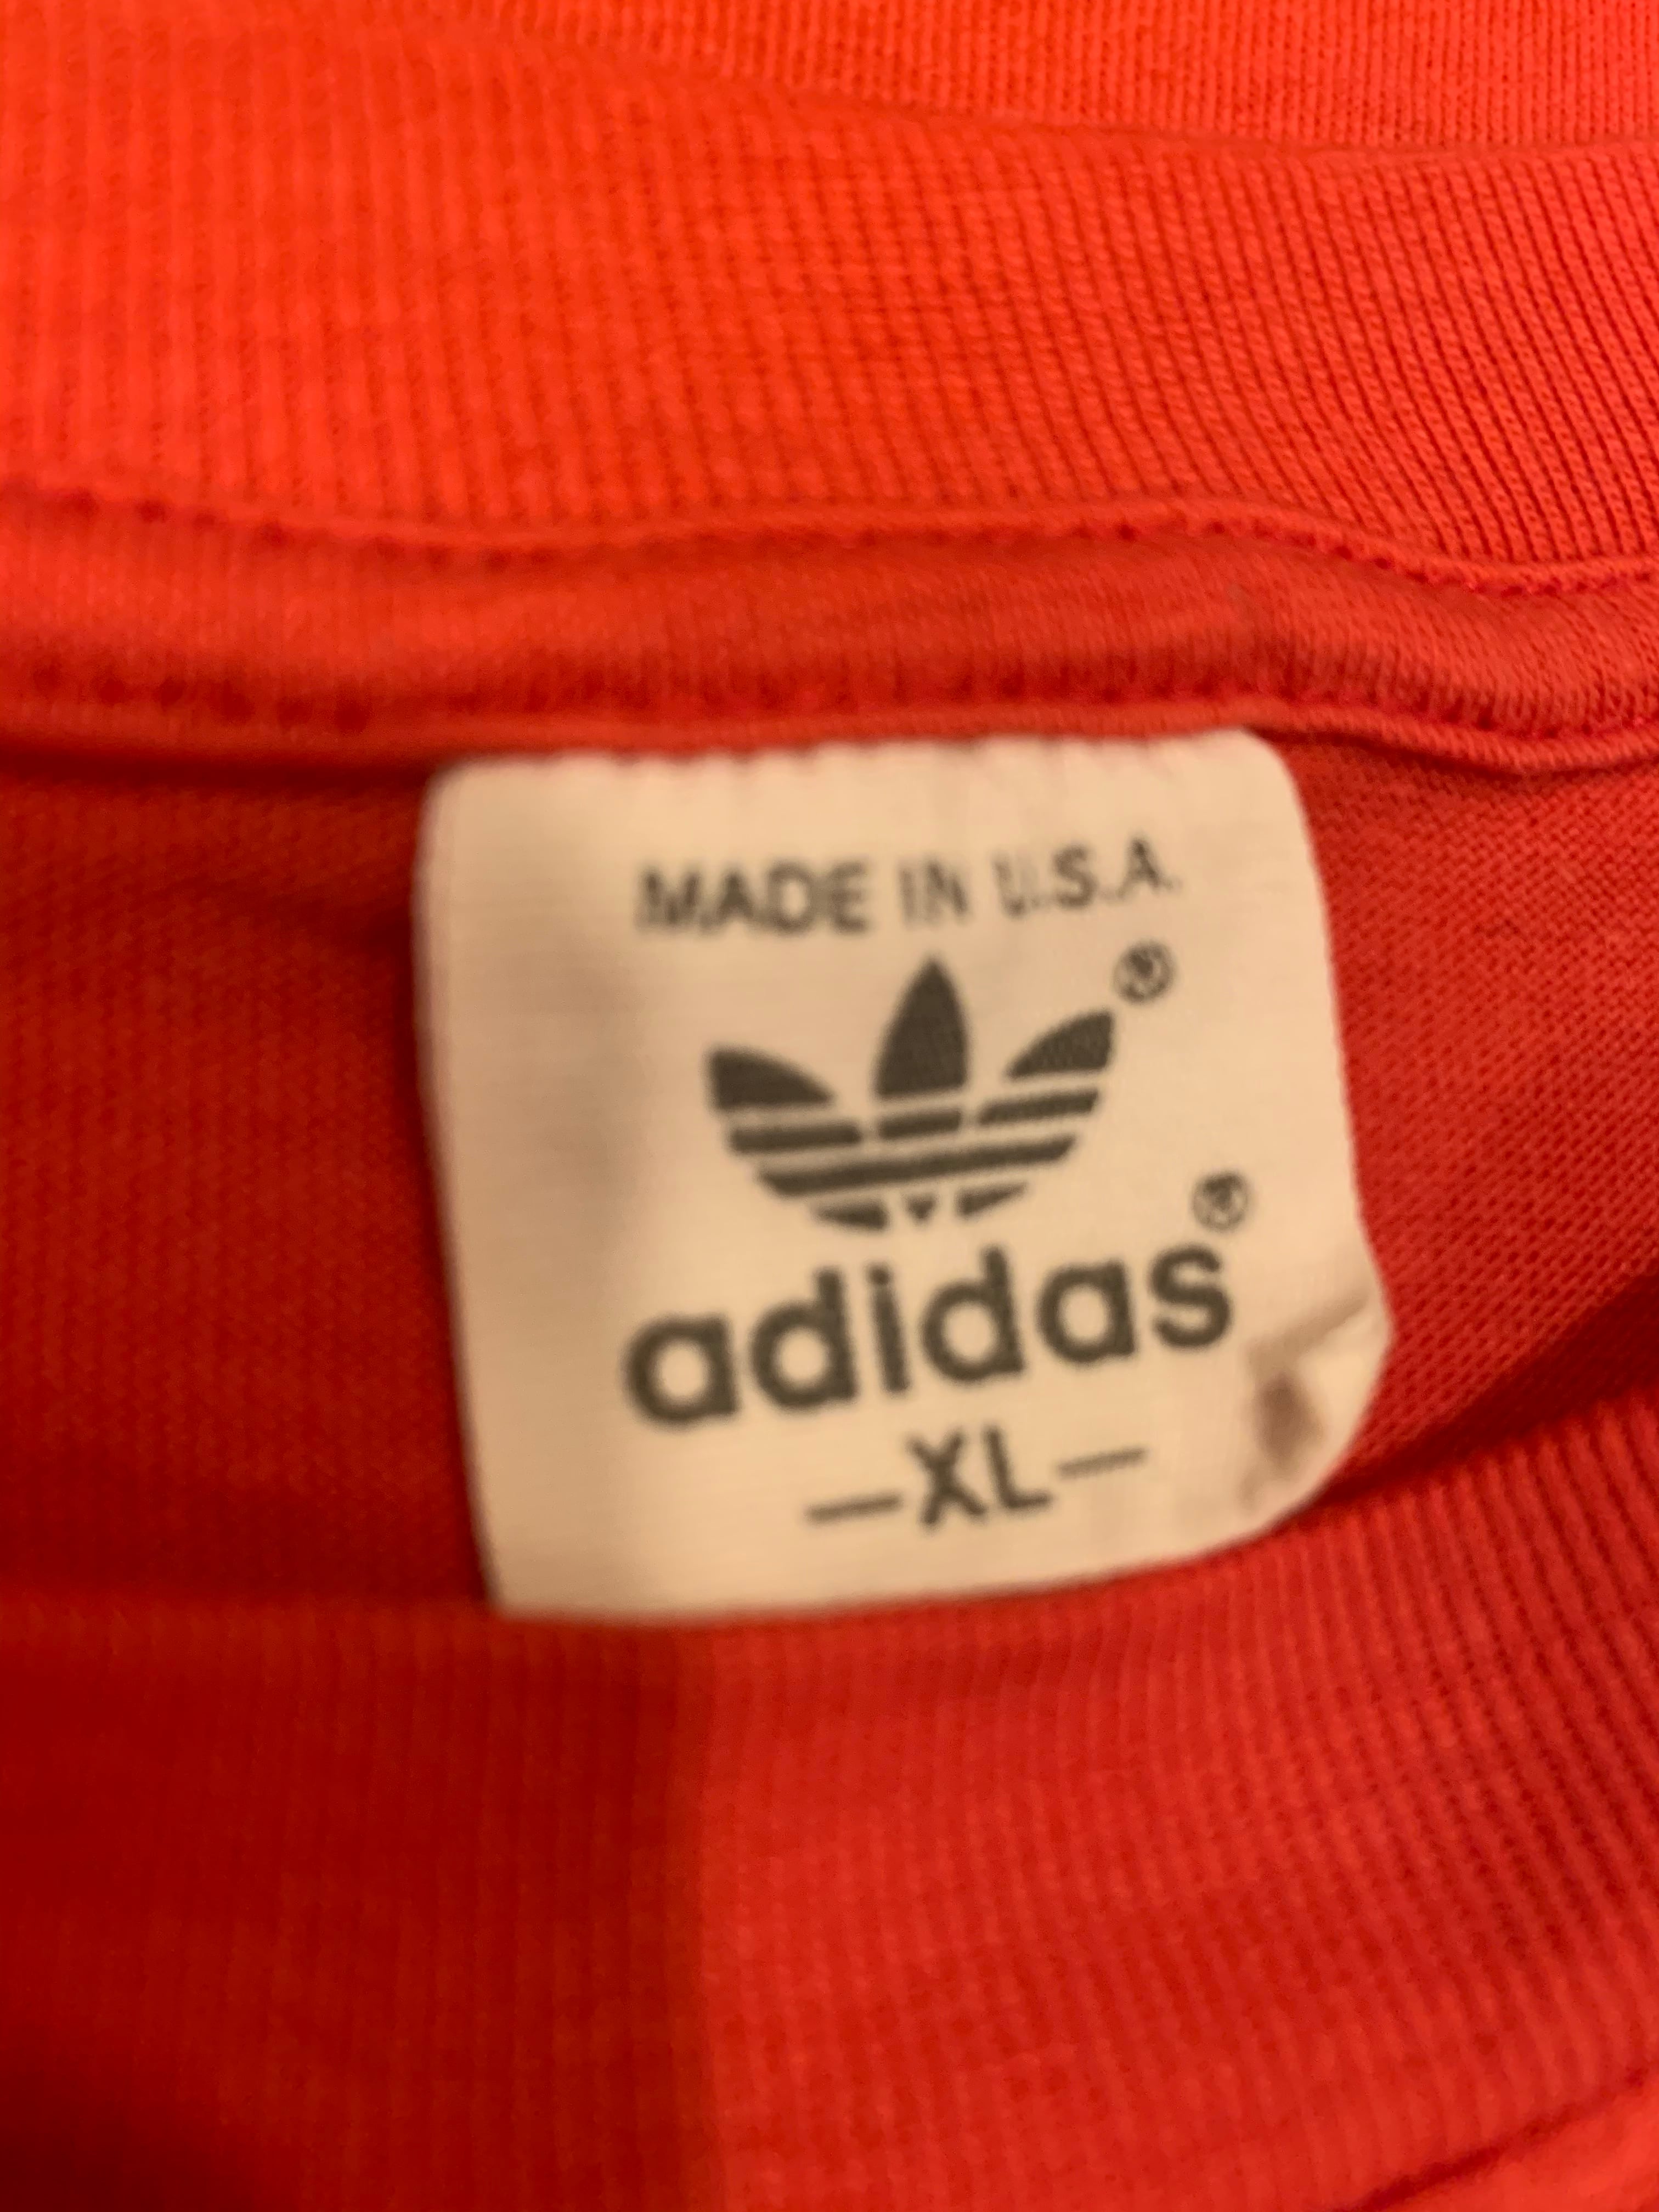 MADE IN U.S.A.
®
adidas®
—XL—